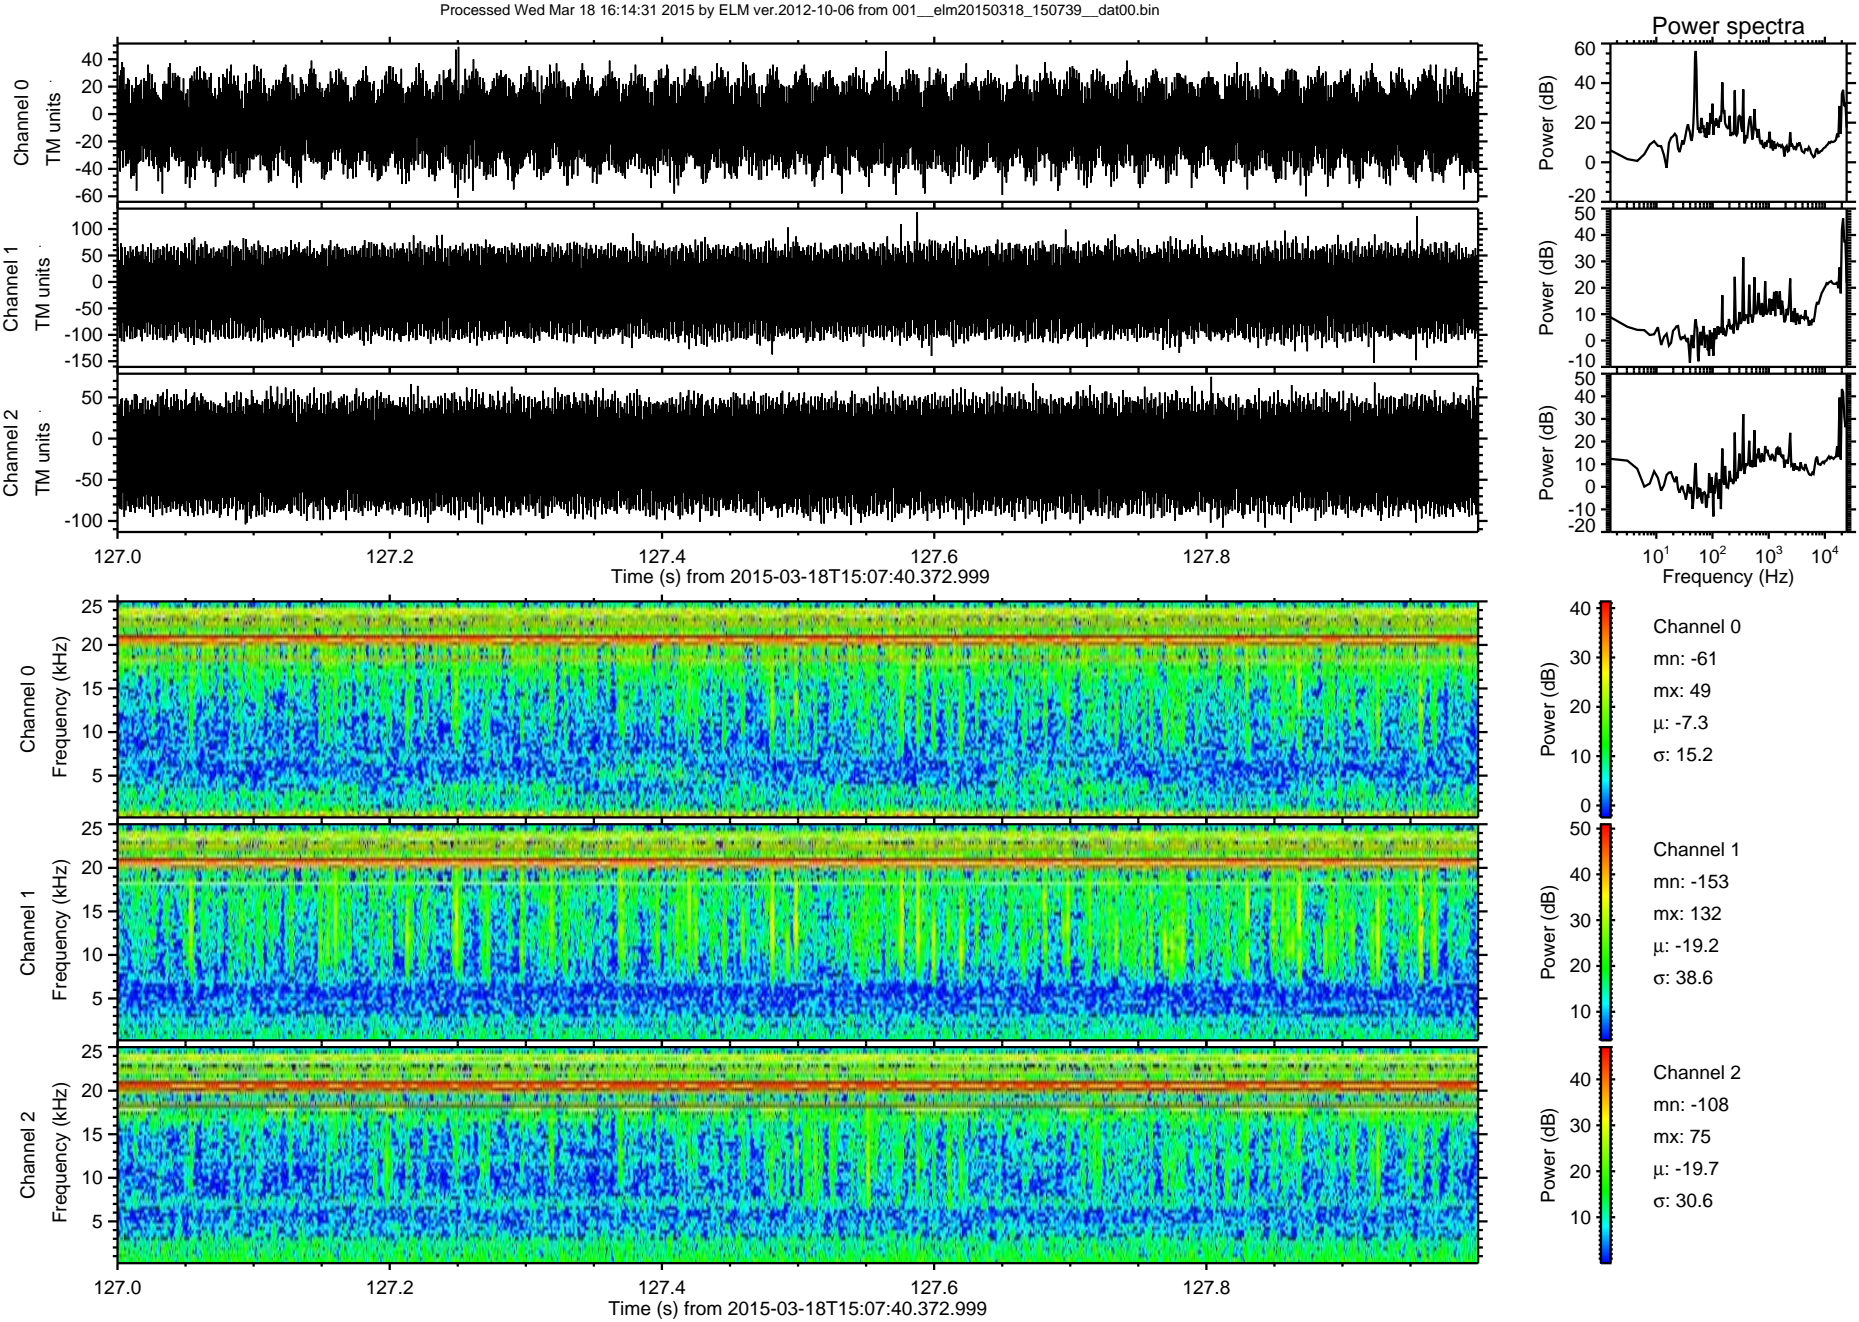 Processed Wed Mar 18 16:14:31 2015 by ELM ver.2012-10-06 from 001__elm20150318_150739__dat00.bin
Power spectra
Channel 0
TM units
40
20
0
-20
-40
-60
Power (dB)
60
40
20
0
-20
Channel 1
TM units
100
50
0
-50
-100
-150
Power (dB)
50
40
30
20
10
0
-10
Channel 2
TM units
50
0
-50
-100
Power (dB)
50
40
30
20
10
0
-10
-20
127.0 127.2 127.4 127.6 127.8
Time (s) from 2015-03-18T15:07:40.372.999
10^1 10^2 10^3 10^4
Frequency (Hz)
Channel 0
Frequency (kHz)
25
20
15
10
5
Power (dB)
40
30
20
10
0
Channel 0
mn: -61
mx: 49
μ: -7.3
σ: 15.2
Channel 1
Frequency (kHz)
25
20
15
10
5
Power (dB)
50
40
30
20
10
Channel 1
mn: -153
mx: 132
μ: -19.2
σ: 38.6
Channel 2
Frequency (kHz)
25
20
15
10
5
Power (dB)
40
30
20
10
Channel 2
mn: -108
mx: 75
μ: -19.7
σ: 30.6
127.0 127.2 127.4 127.6 127.8
Time (s) from 2015-03-18T15:07:40.372.999